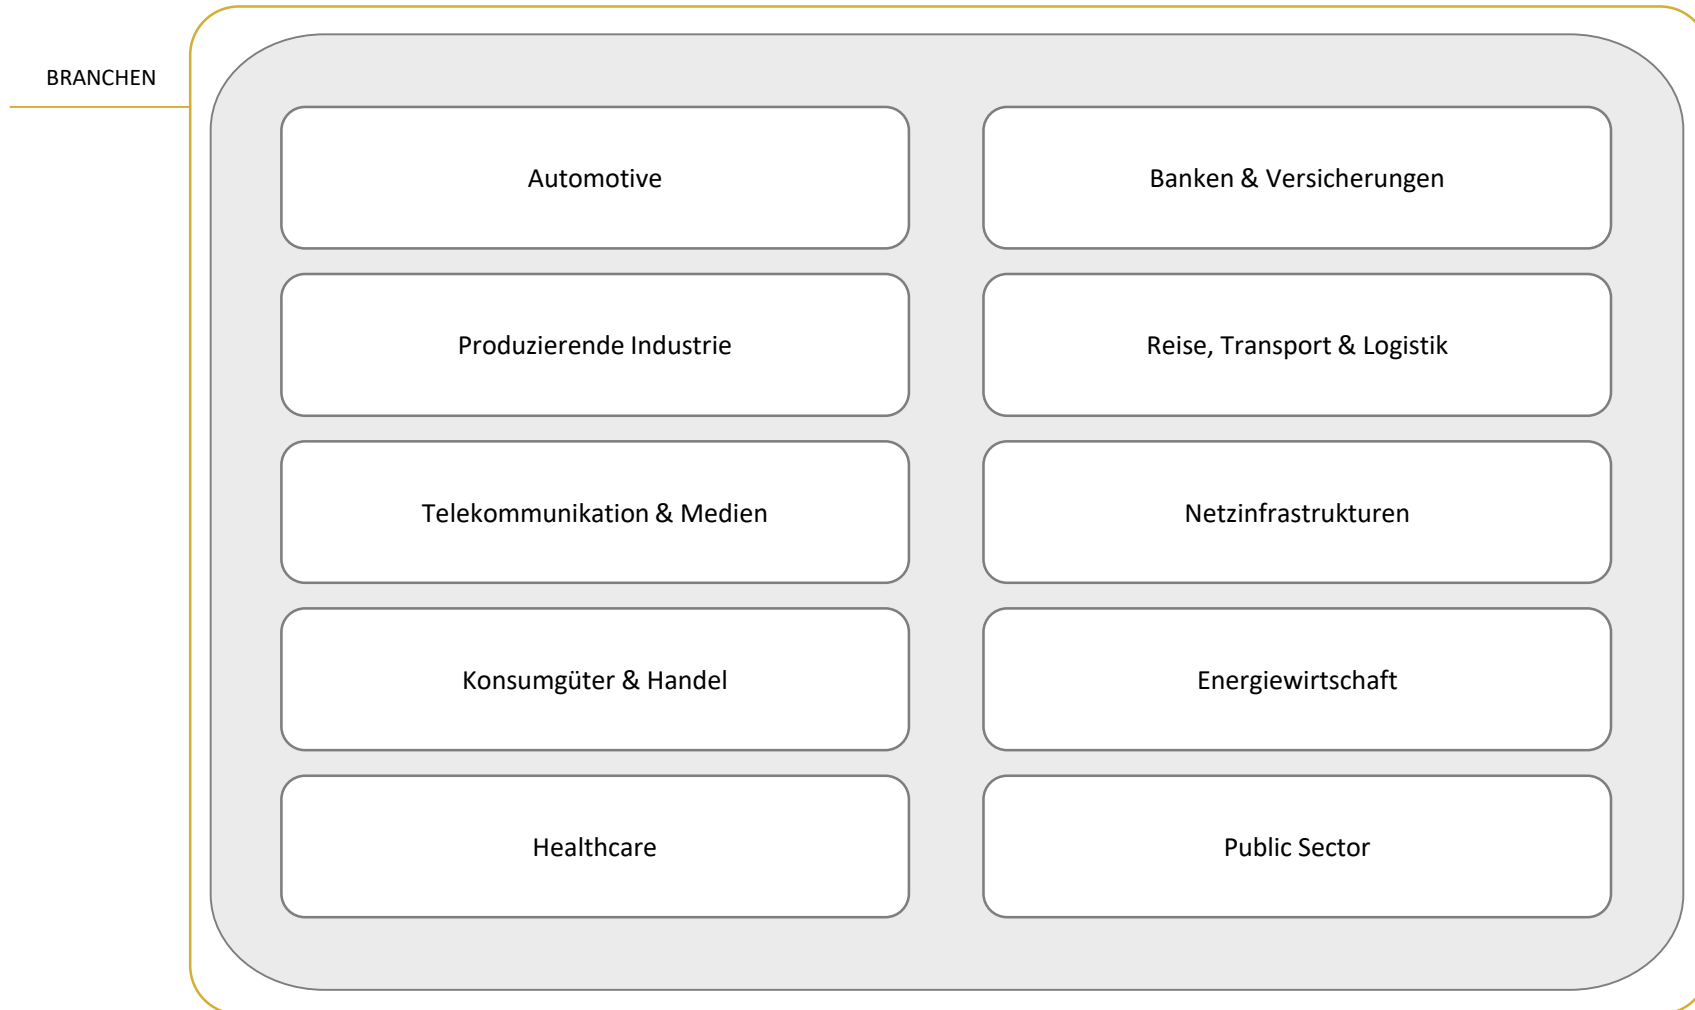 BRANCHEN
Automotive
Banken & Versicherungen
Produzierende Industrie
Reise, Transport & Logistik
Telekommunikation & Medien
Netzinfrastrukturen
Konsumgüter & Handel
Energiewirtschaft
Healthcare
Public Sector